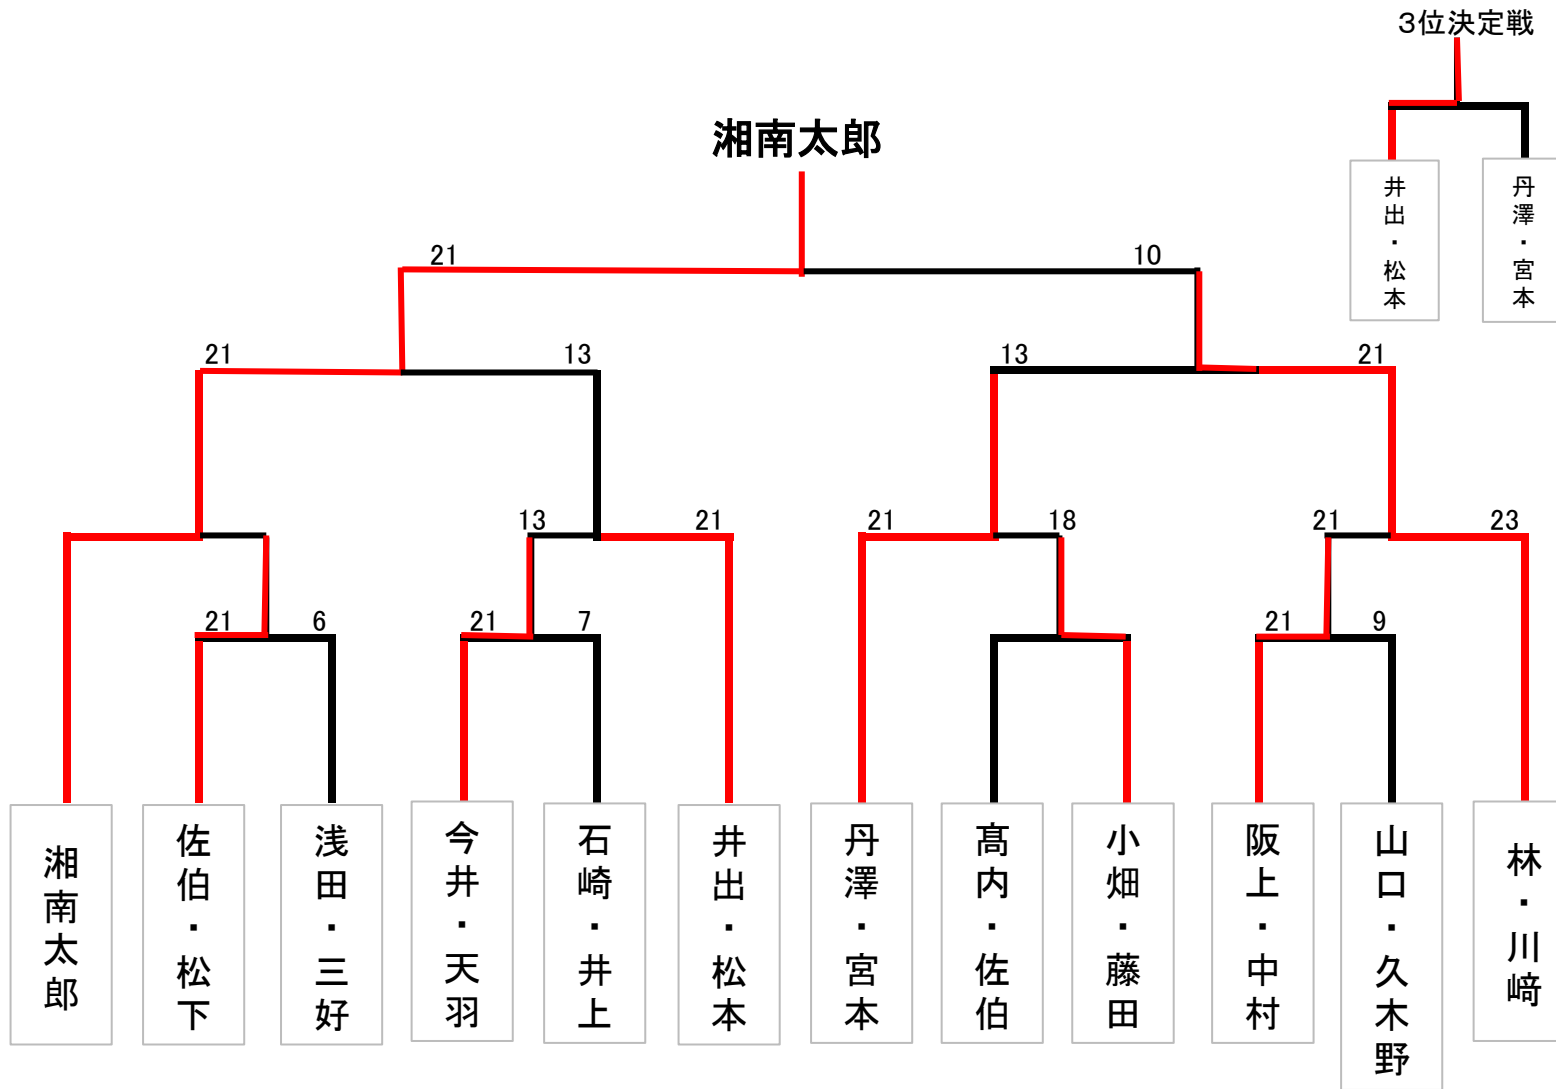 3位決定戦
湘南太郎
井出・松本
丹澤・宮本
21
10
21
13
13
21
13
21
21
18
21
23
21
6
21
7
21
9
湘南太郎
佐伯・松下
浅田・三好
今井・天羽
石崎・井上
井出・松本
丹澤・宮本
髙内・佐伯
小畑・藤田
阪上・中村
山口・久木野
林・川﨑